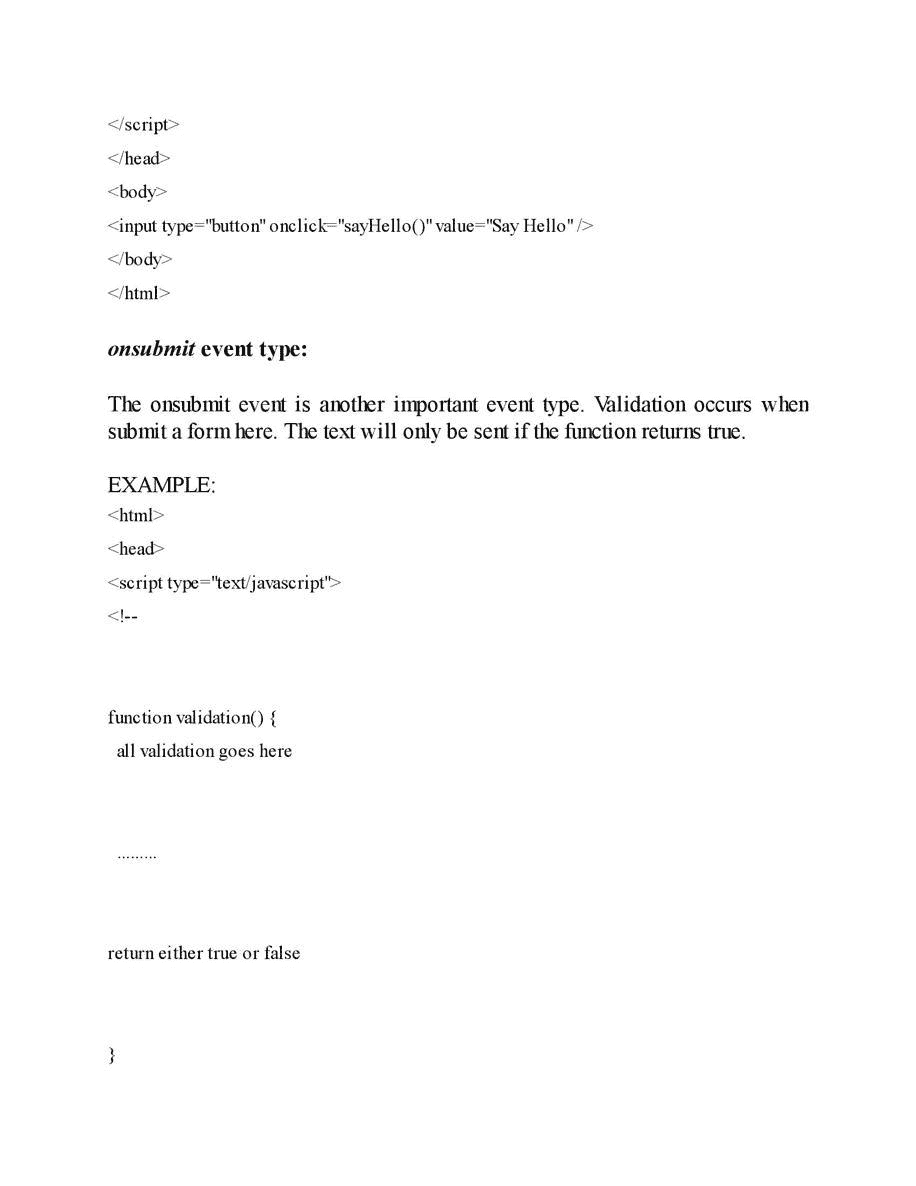 </script>
</head>
<body>
<input type="button" onclick="sayHello()" value="Say Hello" />
</body>
</html>
onsubmit event type:
The onsubmit event is another important event type. Validation occurs when
submit a form here. The text will only be sent if the function returns true.
EXAMPLE:
<html>
<head>
<script type="text/javascript">
<!--
function validation() {
all validation goes here
.........
return either true or false
}